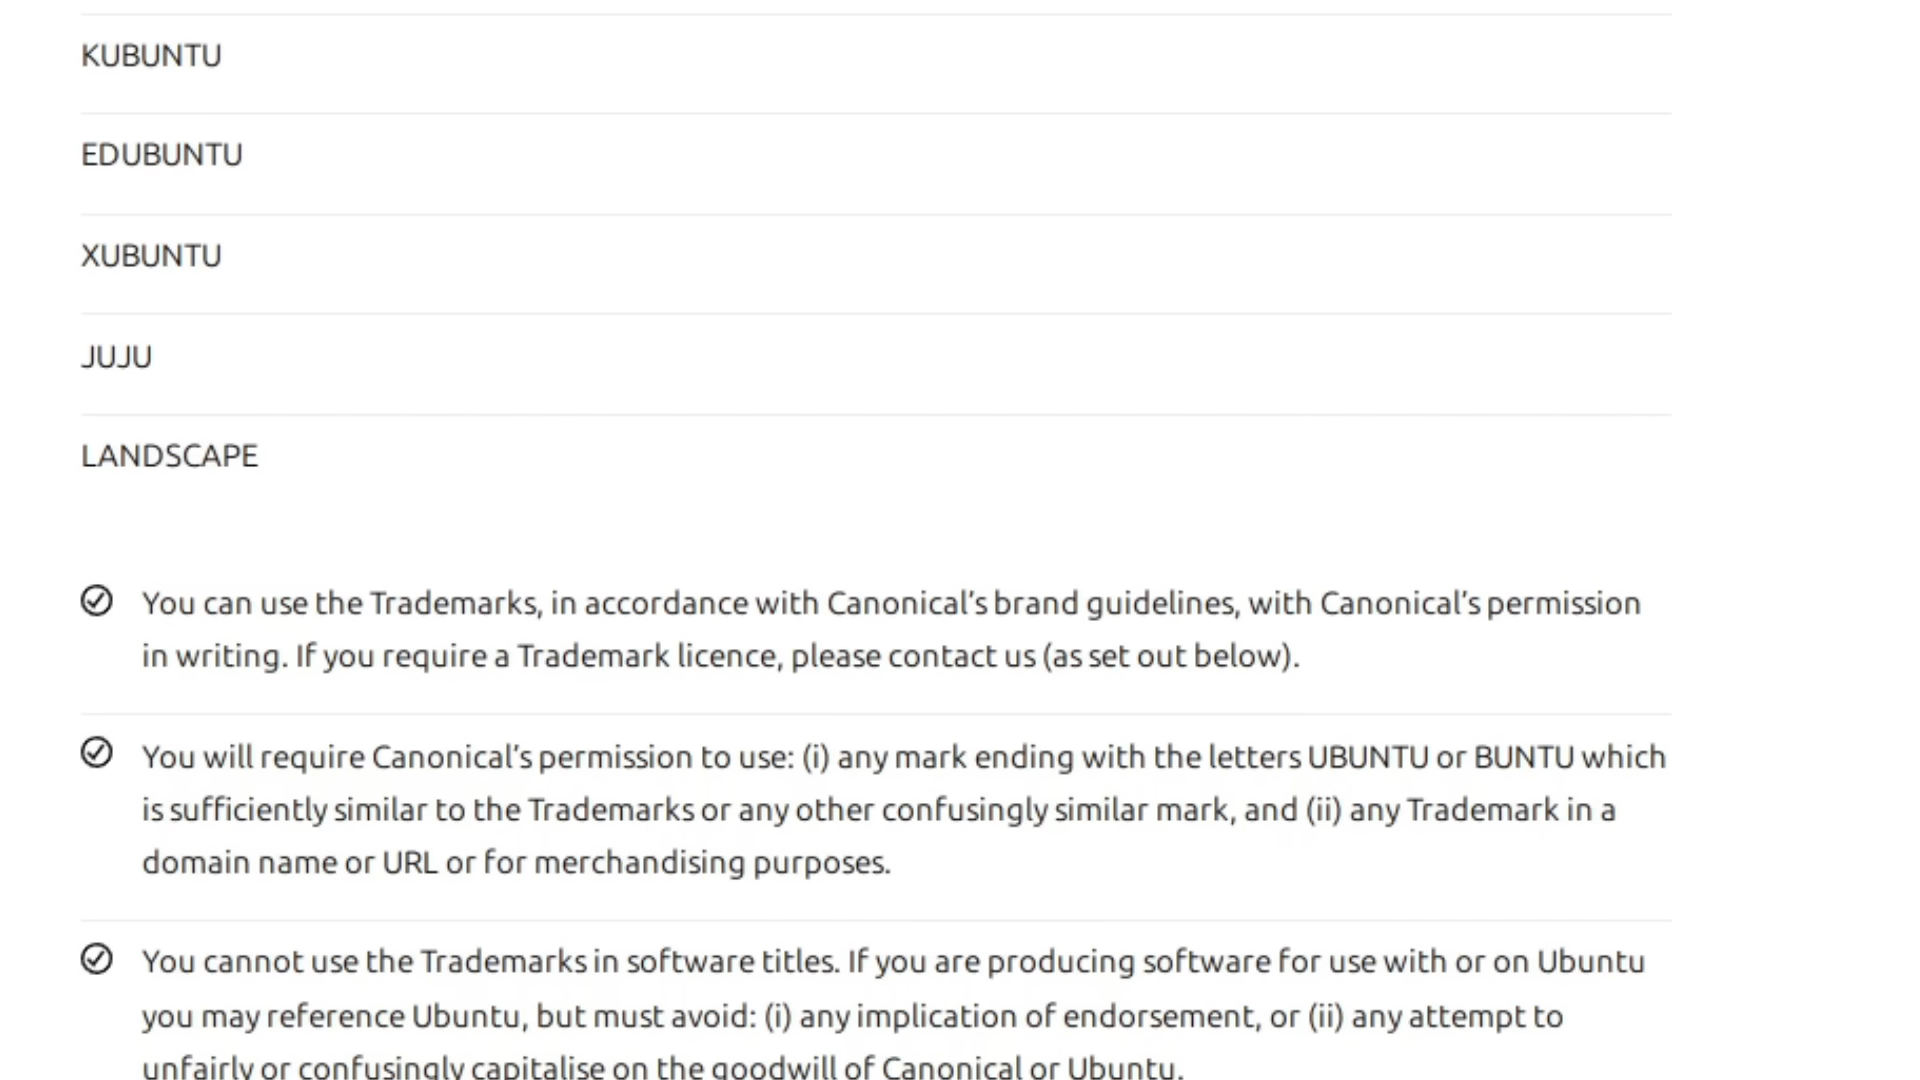 KUBUNTU
EDUBUNTU
XUBUNTU
JUJU
LANDSCAPE
You can use the Trademarks, in accordance with Canonical’s brand guidelines, with Canonical’s permission
in writing. If you require a Trademark licence, please contact us (as set out below).
You will require Canonical’s permission to use: (i) any mark ending with the letters UBUNTU or BUNTU which
is sufficiently similar to the Trademarks or any other confusingly similar mark, and (ii) any Trademark in a
domain name or URL or for merchandising purposes.
You cannot use the Trademarks in software titles. If you are producing software for use with or on Ubuntu
you may reference Ubuntu, but must avoid: (i) any implication of endorsement, or (ii) any attempt to
unfairly or confusingly capitalise on the goodwill of Canonical or Ubuntu.